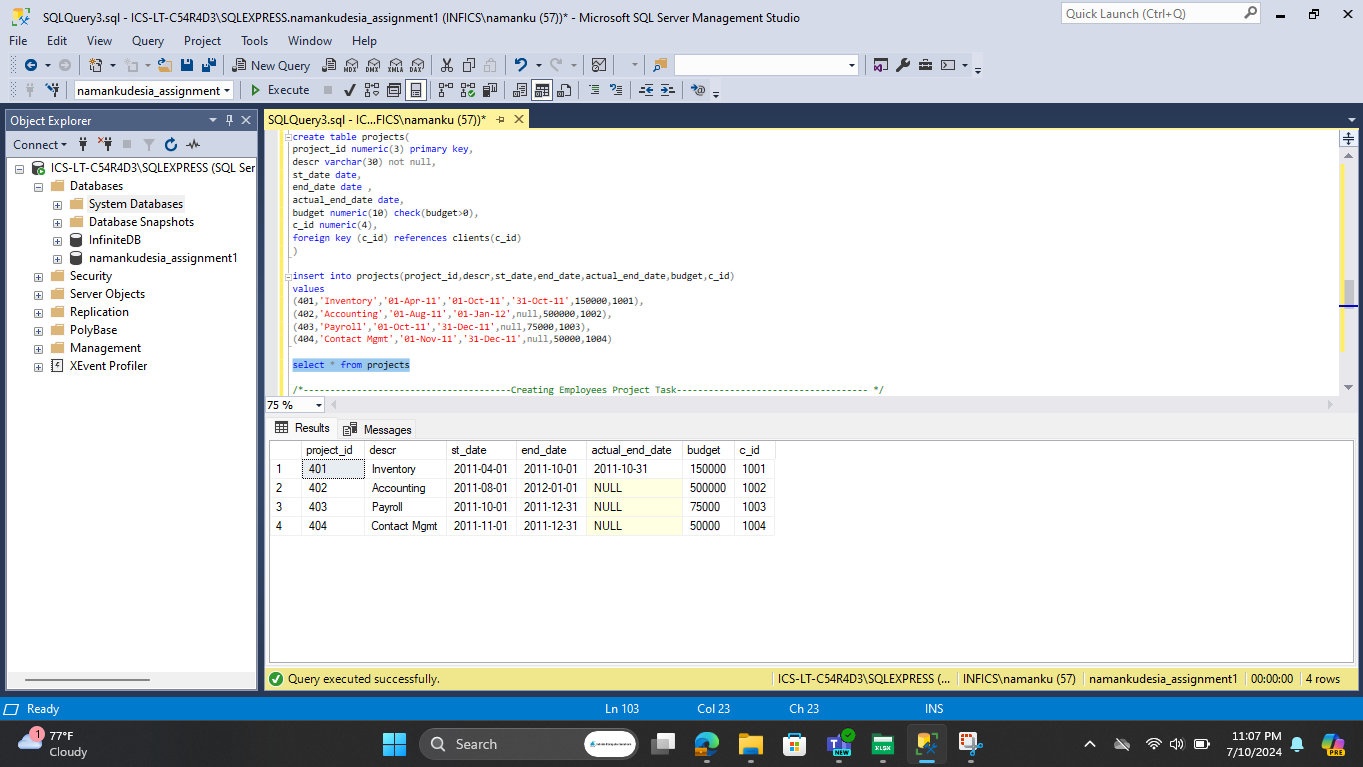 SQLQuery3.sql - ICS-LT-C54R4D3\SQLEXPRESS.namankudesia_assignment1 (INFICS\namanku (57))* - Microsoft SQL Server Management Studio
Quick Launch (Ctrl+Q)
File Edit View Query Project Tools Window Help
New Query MDX DMX XMLA DAX
namankudesia_assignment Execute
Object Explorer
SQLQuery3.sql - IC...FICS\namanku (57))*
Connect
ICS-LT-C54R4D3\SQLEXPRESS (SQL Ser
Databases
System Databases
Database Snapshots
InfiniteDB
namankudesia_assignment1
Security
Server Objects
Replication
PolyBase
Management
XEvent Profiler
create table projects(
project_id numeric(3) primary key,
descr varchar(30) not null,
st_date date,
end_date date ,
actual_end_date date,
budget numeric(10) check(budget>0),
c_id numeric(4),
foreign key (c_id) references clients(c_id)
)
insert into projects(project_id,descr,st_date,end_date,actual_end_date,budget,c_id)
values
(401,'Inventory','01-Apr-11','01-Oct-11','31-Oct-11',150000,1001),
(402,'Accounting','01-Aug-11','01-Jan-12',null,500000,1002),
(403,'Payroll','01-Oct-11','31-Dec-11',null,75000,1003),
(404,'Contact Mgmt','01-Nov-11','31-Dec-11',null,50000,1004)
select * from projects
/*---------------------------------------Creating Employees Project Task------------------------------------ */
75 %
Results Messages
project_id descr st_date end_date actual_end_date budget c_id
1 401 Inventory 2011-04-01 2011-10-01 2011-10-31 150000 1001
2 402 Accounting 2011-08-01 2012-01-01 NULL 500000 1002
3 403 Payroll 2011-10-01 2011-12-31 NULL 75000 1003
4 404 Contact Mgmt 2011-11-01 2011-12-31 NULL 50000 1004
Query executed successfully. ICS-LT-C54R4D3\SQLEXPRESS (... INFICS\namanku (57) namankudesia_assignment1 00:00:00 4 rows
Ready Ln 103 Col 23 Ch 23 INS
1 77°F
Cloudy
Search
NEW
XLSX
11:07 PM
7/10/2024
PRE